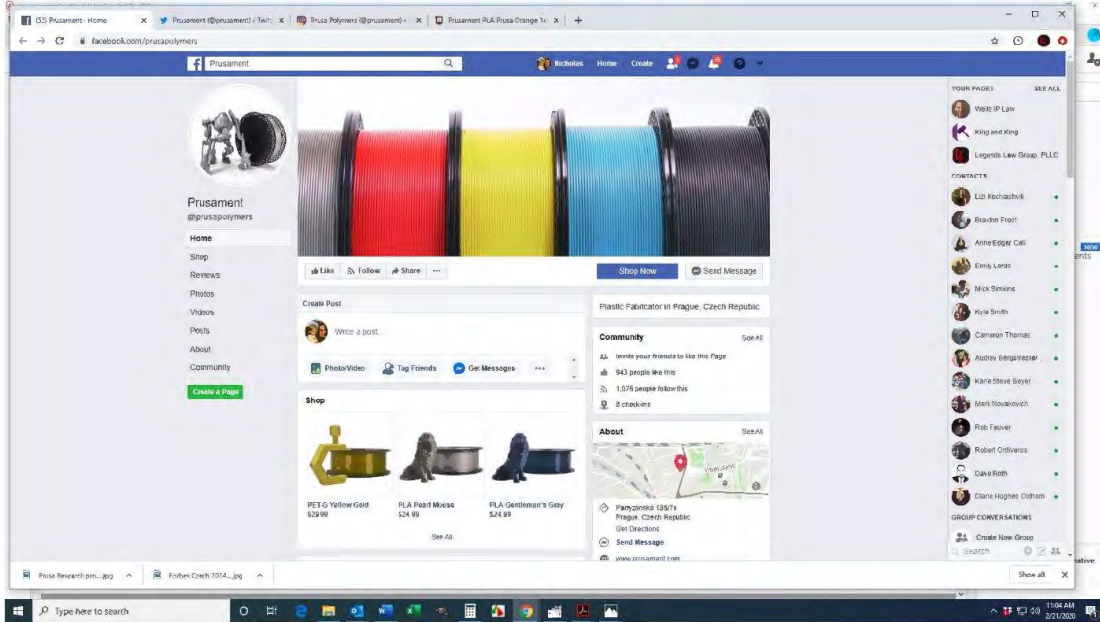 (53) Prusament - Home
Prusament (@prusament) / Twit
Prusa Polymers (@prusament) •
Prusament PLA Prusa Orange 1k
facebook.com/prusapolymers
Prusament
Nicholas Home Create
Prusament
@prusapolymers
Home
Shop
Reviews
Photos
Videos
Posts
About
Community
Create a Page
Like Follow Share ...
Shop Now
Send Message
Create Post
Write a post...
Photo/Video Tag Friends Get Messages ...
Shop
PET-G Yellow Gold
$29.99
PLA Pearl Mouse
$24.99
PLA Gentleman's Grey
$24.99
See All
Plastic Fabricator in Prague, Czech Republic
Community See All
Invite your friends to like this Page
943 people like this
1,076 people follow this
8 check-ins
About See All
Partyzánská 188/7a
Prague, Czech Republic
Get Directions
Send Message
www.prusament.com
YOUR PAGES SEE ALL
Wells IP Law
King and King
Legends Law Group, PLLC
CONTACTS
Lizi Kochiashvili
Braxton Frost
Anne Edgar Call
Emily Lords
Mick Simkins
Kyle Smith
Cameron Thomas
Audrey Bergstresser
Karie Steve Beyer
Mark Novakovich
Rob Feuver
Robert Ontiveros
Dave Roth
Diane Hughes Oldham
GROUP CONVERSATIONS
Create New Group
Search
NEW
Prusa Research pro....jpg
Forbes Czech 2014....jpg
Show all
Type here to search
11:04 AM
2/21/2020